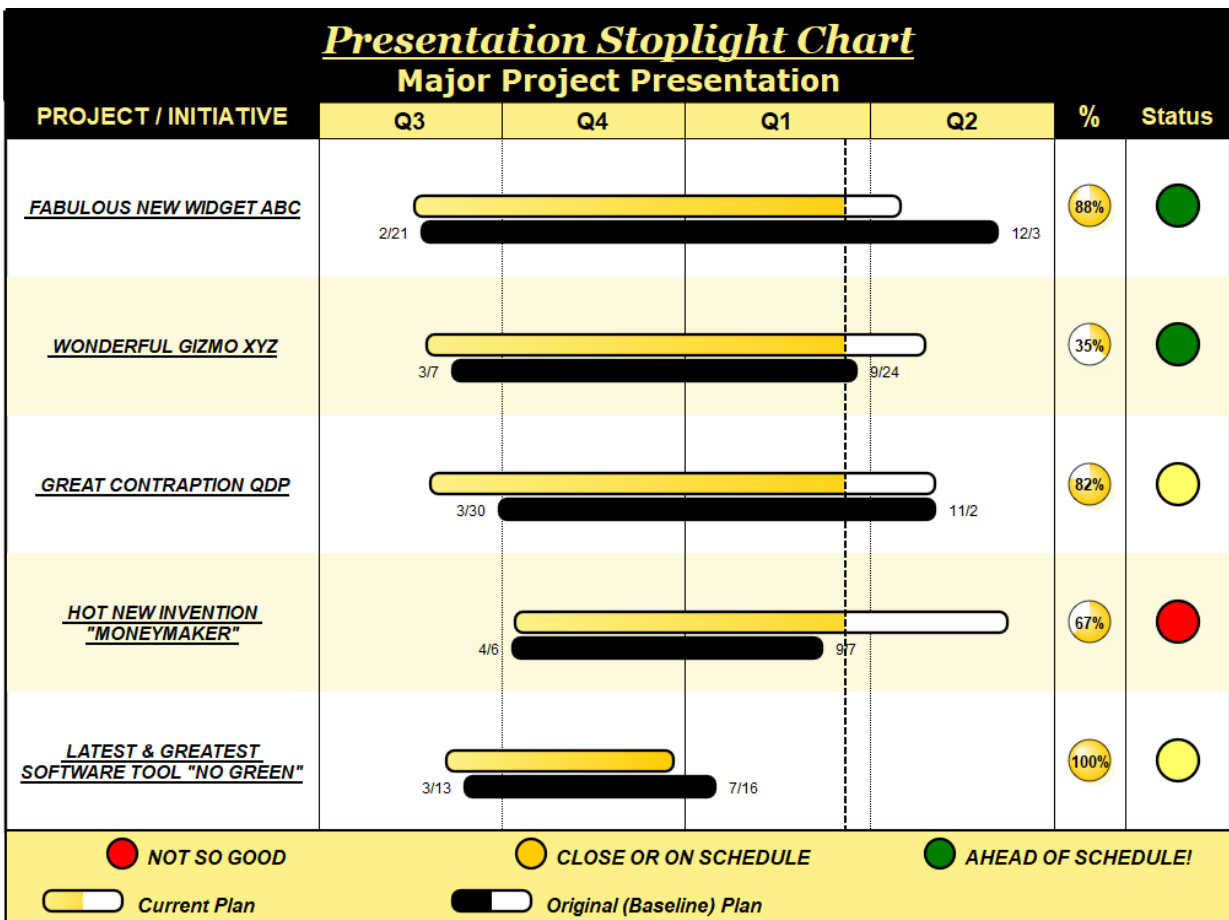 Presentation Stoplight Chart
Major Project Presentation
PROJECT / INITIATIVE Q3 Q4 Q1 Q2 % Status
FABULOUS NEW WIDGET ABC
88%
2/21 12/3
WONDERFUL GIZMO XYZ
35%
3/7 9/24
GREAT CONTRAPTION QDP
82%
3/30 11/2
HOT NEW INVENTION
"MONEYMAKER"
67%
4/6 9/7
LATEST & GREATEST
SOFTWARE TOOL "NO GREEN"
100%
3/13 7/16
NOT SO GOOD CLOSE OR ON SCHEDULE AHEAD OF SCHEDULE!
Current Plan Original (Baseline) Plan